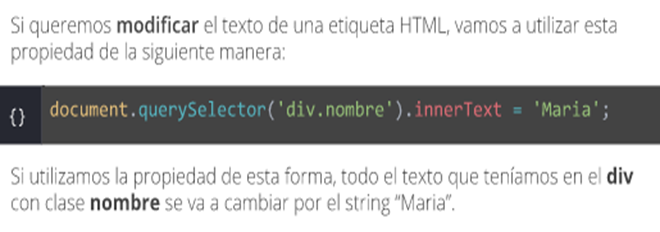 Si queremos modificar el texto de una etiqueta HTML, vamos a utilizar esta
propiedad de la siguiente manera:
{} document.querySelector('div.nombre').innerText = 'Maria';
Si utilizamos la propiedad de esta forma, todo el texto que teníamos en el div
con clase nombre se va a cambiar por el string “Maria”.